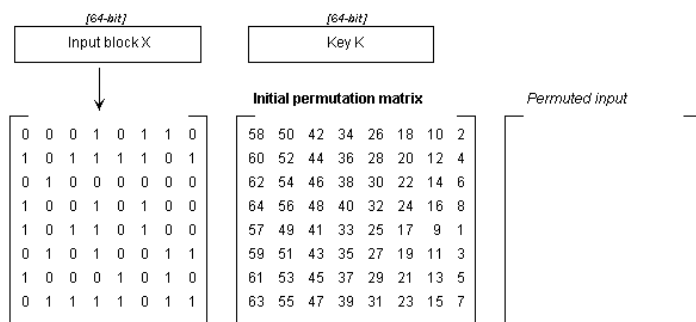 [64-bit] [64-bit]
Input block X Key K
Initial permutation matrix Permuted input
0 0 0 1 0 1 1 0 58 50 42 34 26 18 10 2
1 0 1 1 1 1 0 1 60 52 44 36 28 20 12 4
0 1 0 0 0 0 0 0 62 54 46 38 30 22 14 6
1 0 0 1 0 1 0 0 64 56 48 40 32 24 16 8
1 0 1 1 0 1 0 0 57 49 41 33 25 17 9 1
0 1 0 1 0 0 1 1 59 51 43 35 27 19 11 3
1 0 0 0 1 0 1 0 61 53 45 37 29 21 13 5
0 1 1 1 1 0 1 1 63 55 47 39 31 23 15 7